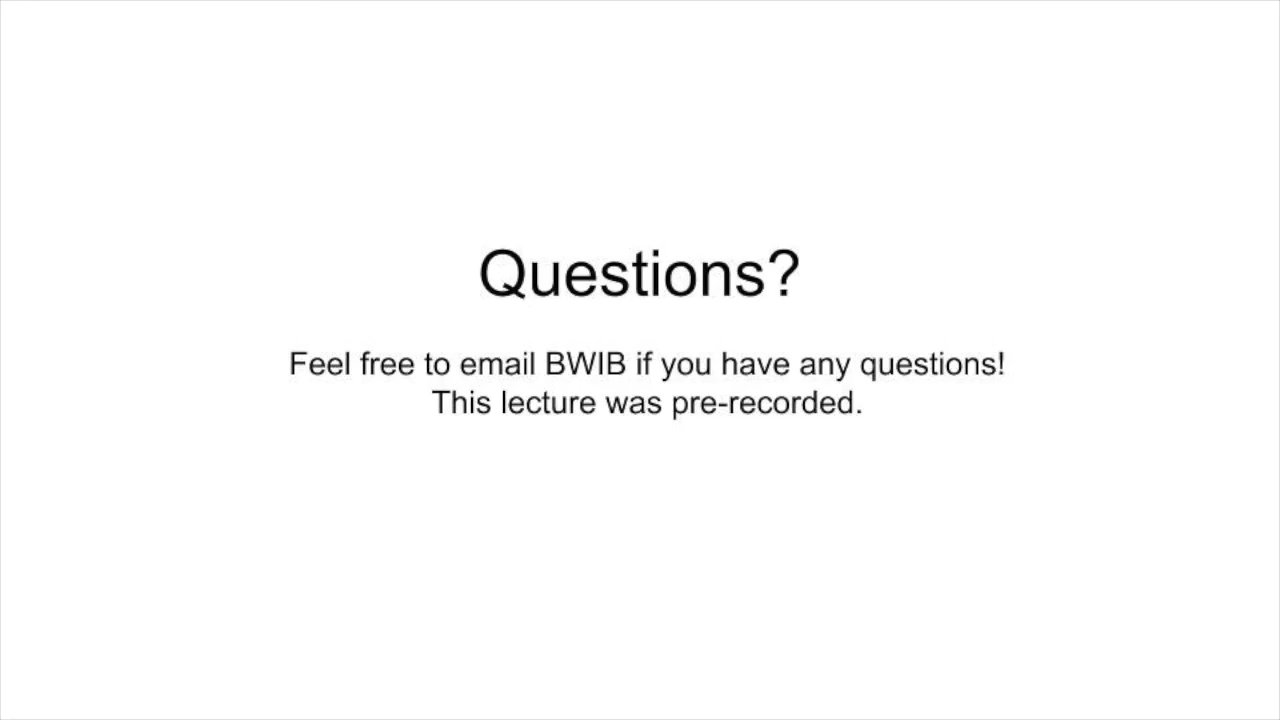 Questions?
Feel free to email BWIB if you have any questions!
This lecture was pre-recorded.